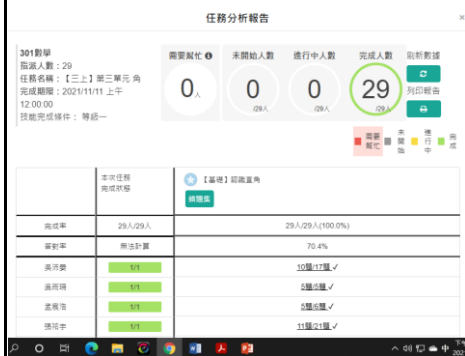 任務分析報告
×
301數學
指派人數：29
任務名稱：【三上】第三單元 角
完成期限：2021/11/11 上午
12:00:00
技能完成條件： 等級一
需要幫忙
0人
未開始人數
0
/29人
進行中人數
0
/29人
完成人數
29
/29人
刷新數據
列印報告
需要幫忙
未開始
進行中
完成
本次任務
完成狀態
【基礎】認識直角
錯題集
完成率 29人/29人 29人/29人(100.0%)
答對率 無法計算 70.4%
1/1 10題/17題 ✓
1/1 5題/5題 ✓
1/1 5題/6題 ✓
1/1 11題/21題 ✓
中